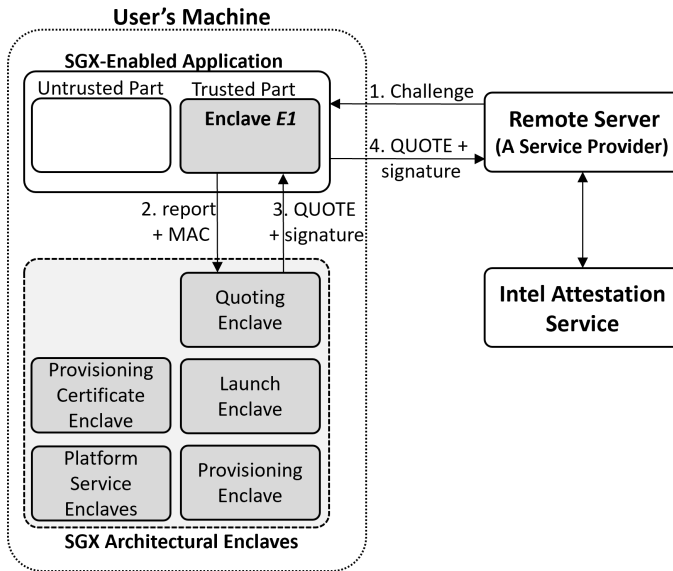 User's Machine
SGX-Enabled Application
Untrusted Part
Trusted Part
Enclave E1
1. Challenge
4. QUOTE +
signature
Remote Server
(A Service Provider)
2. report
+ MAC
3. QUOTE
+ signature
Quoting
Enclave
Intel Attestation
Service
Provisioning
Certificate
Enclave
Launch
Enclave
Platform
Service
Enclaves
Provisioning
Enclave
SGX Architectural Enclaves